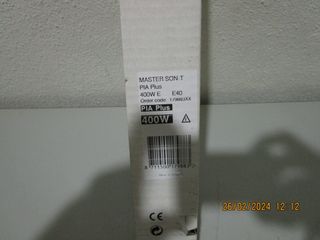 MASTER SON-T
PIA Plus
400W E E40
PIA Plus
400W
CE
26/02/2024 12:12